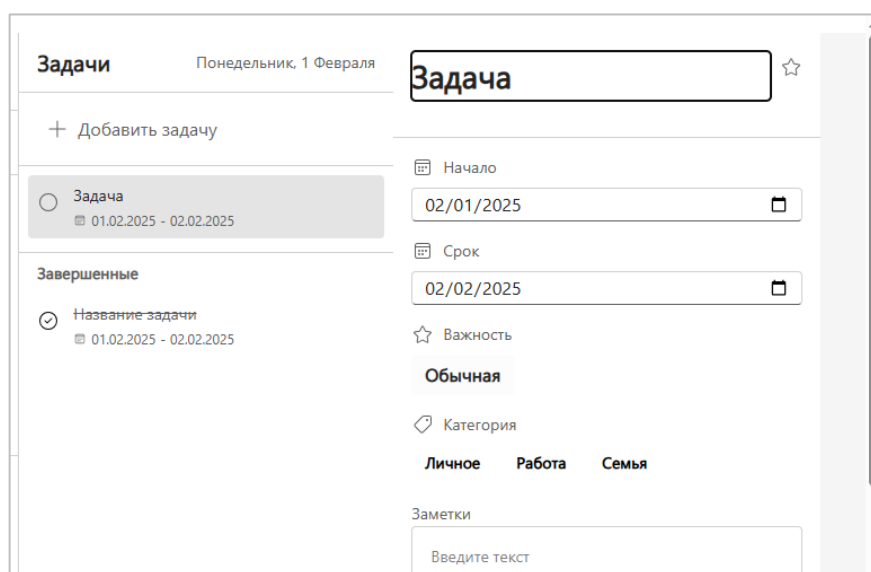 Задачи
Понедельник, 1 Февраля
Добавить задачу
Задача
01.02.2025 - 02.02.2025
Завершенные
Название задачи
01.02.2025 - 02.02.2025
Задача
Начало
02/01/2025
Срок
02/02/2025
Важность
Обычная
Категория
Личное Работа Семья
Заметки
Введите текст